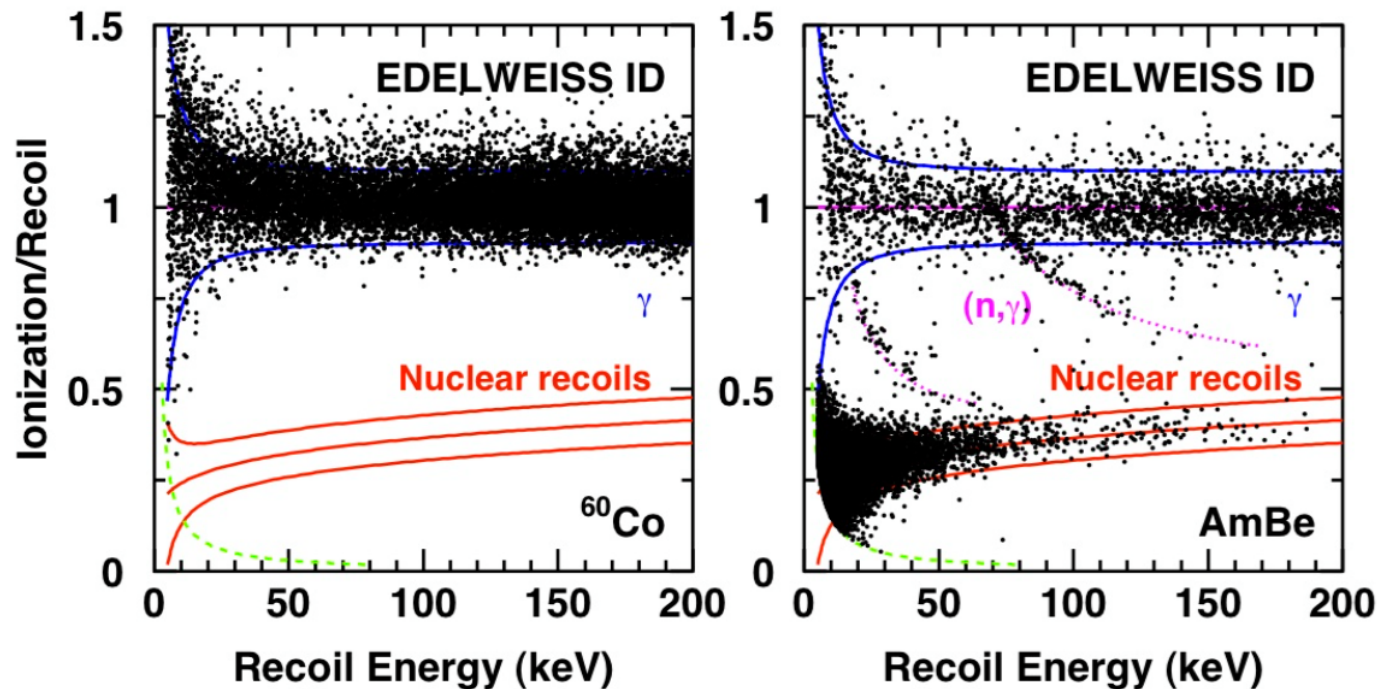 Ionization/Recoil
1.5
1
0.5
0
EDELWEISS ID
γ
Nuclear recoils
⁶⁰Co
0 50 100 150 200
Recoil Energy (keV)
1.5
1
0.5
0
EDELWEISS ID
(n,γ)
γ
Nuclear recoils
AmBe
0 50 100 150 200
Recoil Energy (keV)